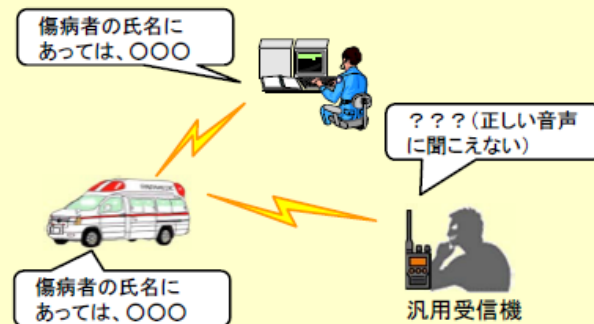 傷病者の氏名に
あっては、〇〇〇
？？？（正しい音声
に聞こえない）
傷病者の氏名に
あっては、〇〇〇
汎用受信機